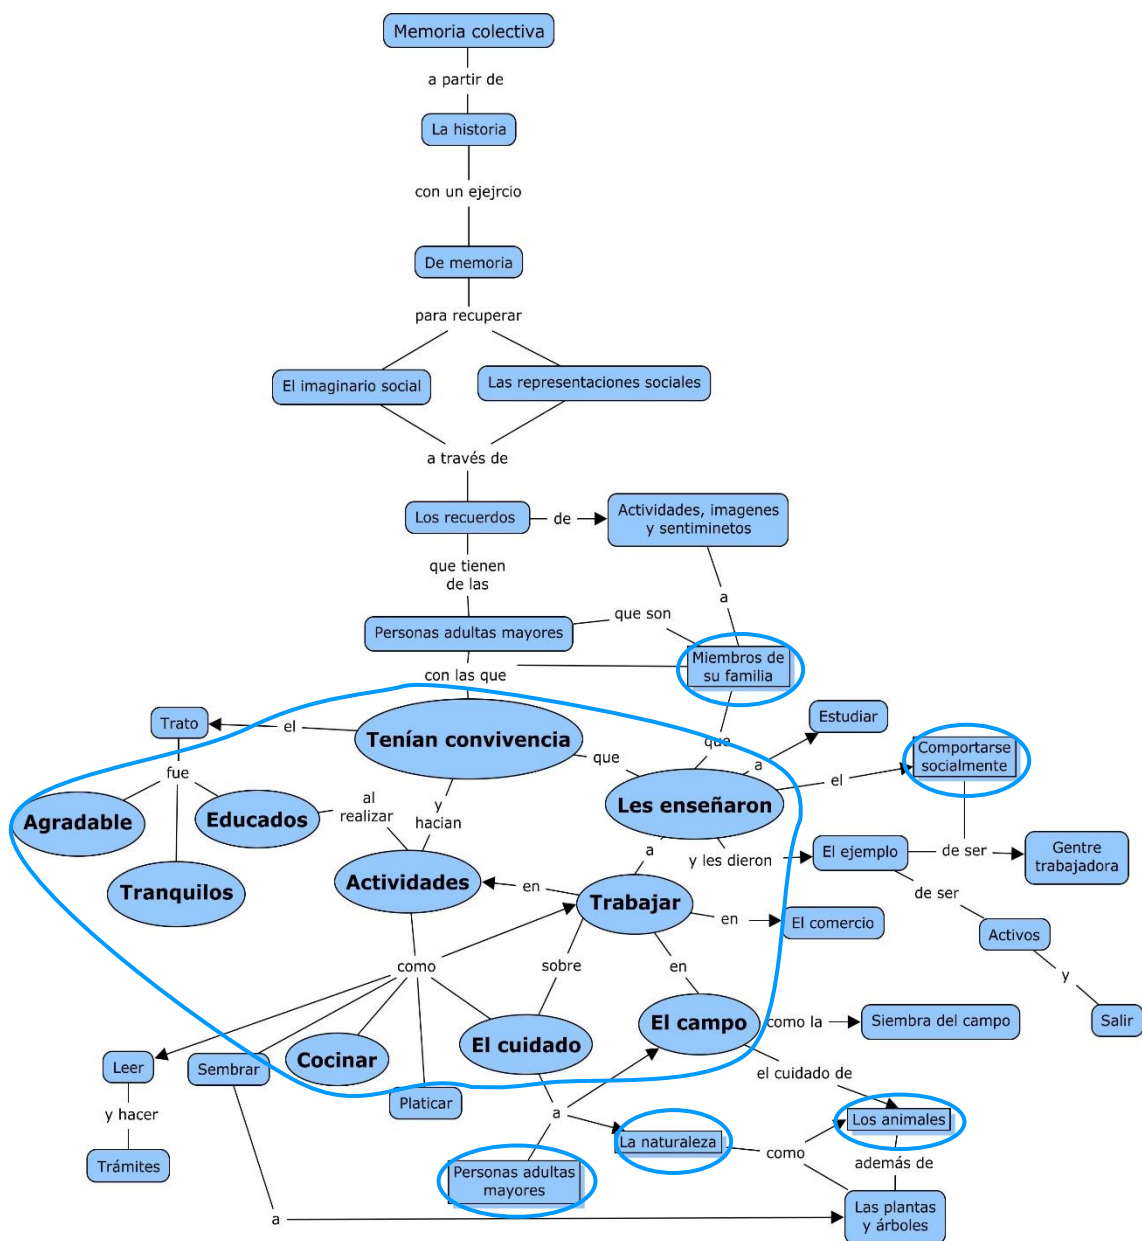 Memoria colectiva
a partir de
La historia
con un ejejrcio
De memoria
para recuperar
El imaginario social
Las representaciones sociales
a través de
Los recuerdos
de
Actividades, imagenes
y sentiminetos
que tienen
de las
a
Personas adultas mayores
que son
Miembros de
su familia
con las que
Trato
el
Tenían convivencia
que
que
Estudiar
a
Comportarse
socialmente
el
fue
Agradable
Educados
Tranquilos
al
realizar
y
hacian
Les enseñaron
a
y les dieron
El ejemplo
de ser
Gentre
trabajadora
de ser
Activos
y
Salir
Actividades
en
Trabajar
en
El comercio
como
sobre
en
El campo
como la
Siembra del campo
Leer
Sembrar
Cocinar
Platicar
El cuidado
el cuidado de
y hacer
Trámites
a
La naturaleza
como
Los animales
además de
Personas adultas
mayores
a
Las plantas
y árboles